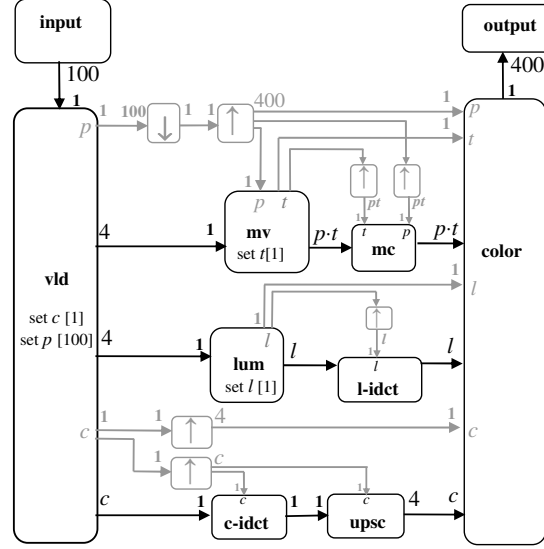 input
output
100
400
1
1
p
1
100
1
1
400
1
p
1
t
1
p
t
mv
set t[1]
pt
pt
1
t
1
p
mc
4
1
p·t
p·t
color
vld
set c [1]
set p [100]
1
l
1
l
l
1
l
4
1
lum
set l [1]
l
l-idct
l
1
4
1
c
c
1
c
1
c
1
c
c
1
c-idct
1
1
upsc
4
c